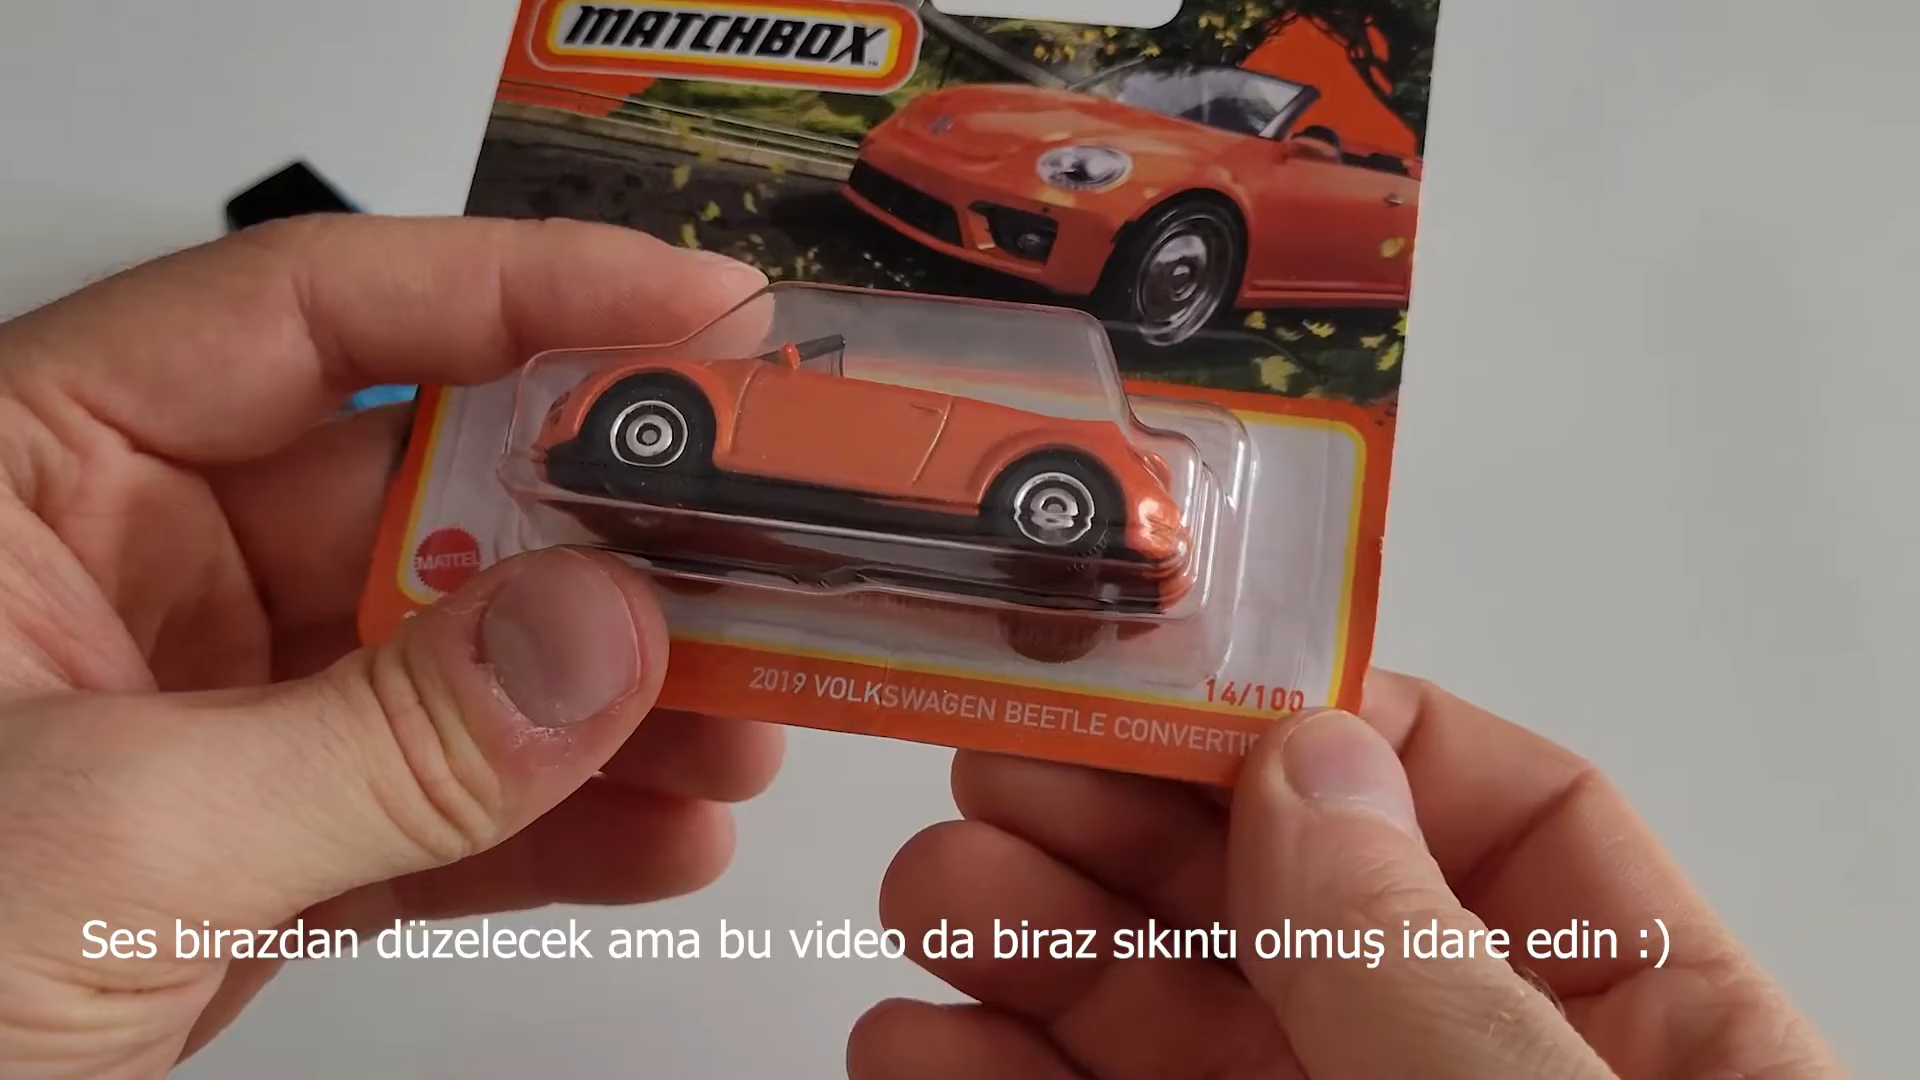 MATCHBOX
MATTEL
14/100
2019 VOLKSWAGEN BEETLE
Ses birazdan düzelecek ama bu video da biraz sıkıntı olmuş idare edin :)